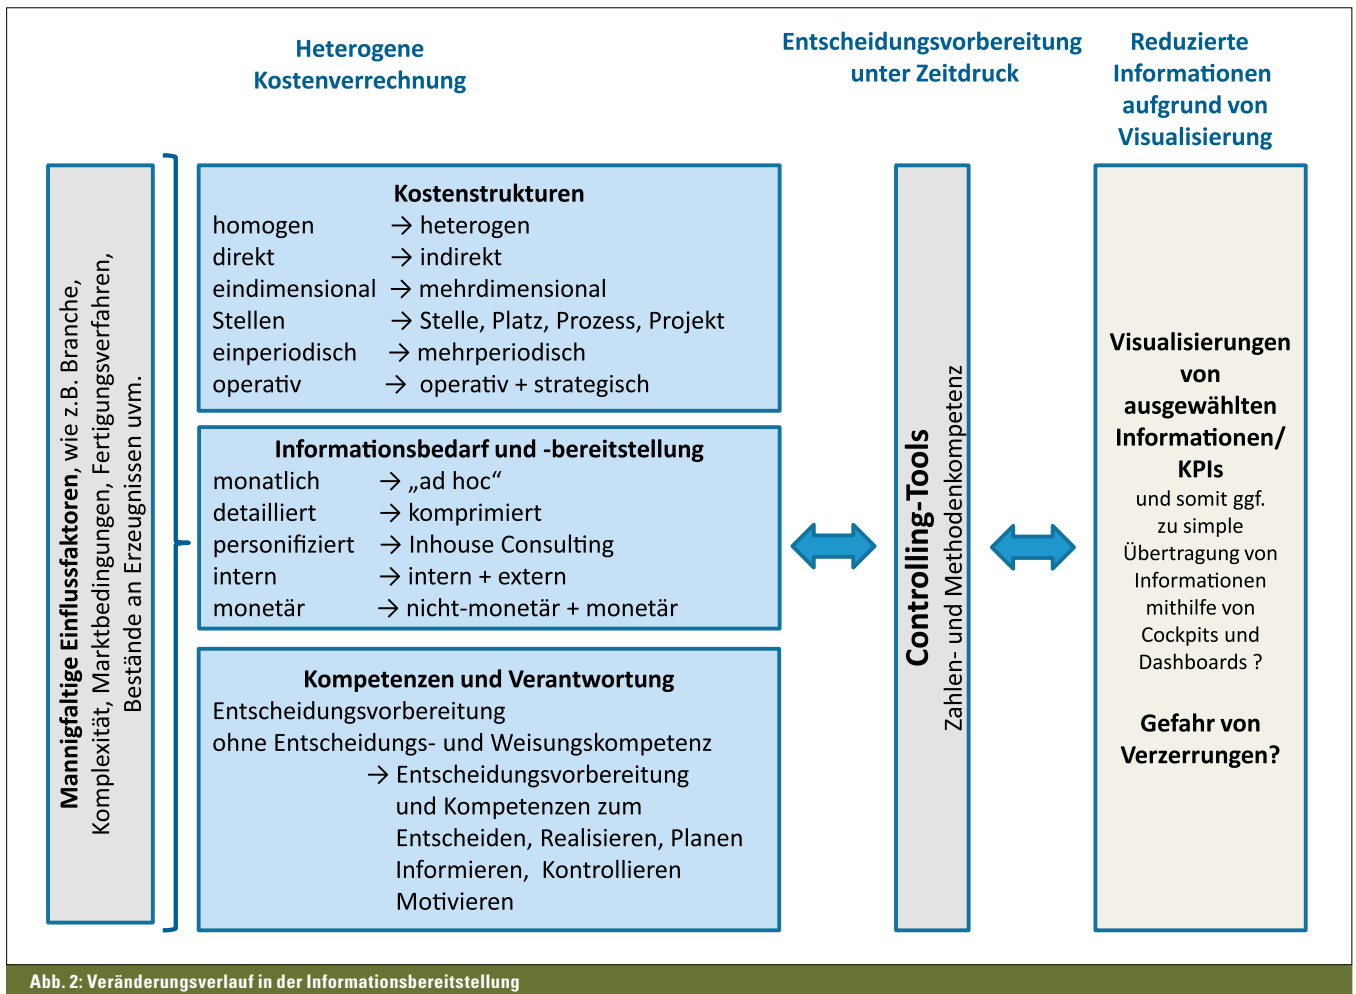 Heterogene
Kostenverrechnung
Entscheidungsvorbereitung
unter Zeitdruck
Reduzierte
Informationen
aufgrund von
Visualisierung
Mannigfaltige Einflussfaktoren, wie z.B. Branche,
Komplexität, Marktbedingungen, Fertigungsverfahren,
Bestände an Erzeugnissen uvm.
Kostenstrukturen
homogen → heterogen
direkt → indirekt
eindimensional → mehrdimensional
Stellen → Stelle, Platz, Prozess, Projekt
einperiodisch → mehrperiodisch
operativ → operativ + strategisch
Informationsbedarf und -bereitstellung
monatlich → „ad hoc“
detailliert → komprimiert
personifiziert → Inhouse Consulting
intern → intern + extern
monetär → nicht-monetär + monetär
Kompetenzen und Verantwortung
Entscheidungsvorbereitung
ohne Entscheidungs- und Weisungskompetenz
→ Entscheidungsvorbereitung
und Kompetenzen zum
Entscheiden, Realisieren, Planen
Informieren, Kontrollieren
Motivieren
Controlling-Tools
Zahlen- und Methodenkompetenz
Visualisierungen
von
ausgewählten
Informationen/
KPIs
und somit ggf.
zu simple
Übertragung von
Informationen
mithilfe von
Cockpits und
Dashboards ?
Gefahr von
Verzerrungen?
Abb. 2: Veränderungsverlauf in der Informationsbereitstellung